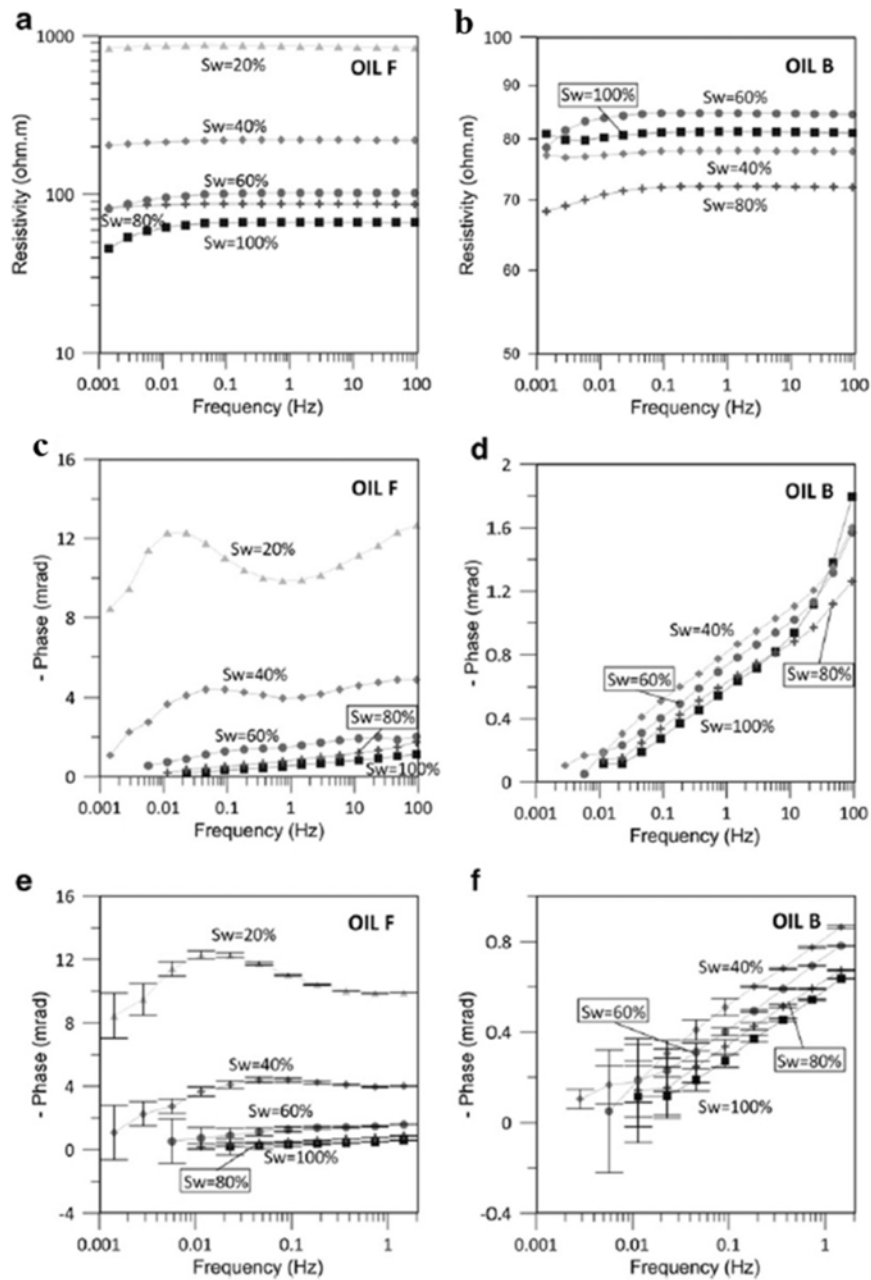 a
1000
100
10
Resistivity (ohm.m)
OIL F
Sw=20%
Sw=40%
Sw=60%
Sw=80%
Sw=100%
0.001 0.01 0.1 1 10 100
Frequency (Hz)
b
100
90
80
70
60
50
Resistivity (ohm.m)
OIL B
Sw=100%
Sw=60%
Sw=40%
Sw=80%
0.001 0.01 0.1 1 10 100
Frequency (Hz)
c
16
12
8
4
0
- Phase (mrad)
OIL F
Sw=20%
Sw=40%
Sw=80%
Sw=60%
Sw=100%
0.001 0.01 0.1 1 10 100
Frequency (Hz)
d
2
1.6
1.2
0.8
0.4
0
- Phase (mrad)
OIL B
Sw=40%
Sw=60%
Sw=80%
Sw=100%
0.001 0.01 0.1 1 10 100
Frequency (Hz)
e
16
12
8
4
0
-4
- Phase (mrad)
OIL F
Sw=20%
Sw=40%
Sw=60%
Sw=100%
Sw=80%
0.001 0.01 0.1 1
Frequency (Hz)
f
0.8
0.4
0
-0.4
- Phase (mrad)
OIL B
Sw=40%
Sw=60%
Sw=80%
Sw=100%
0.01 0.1 1
Frequency (Hz)